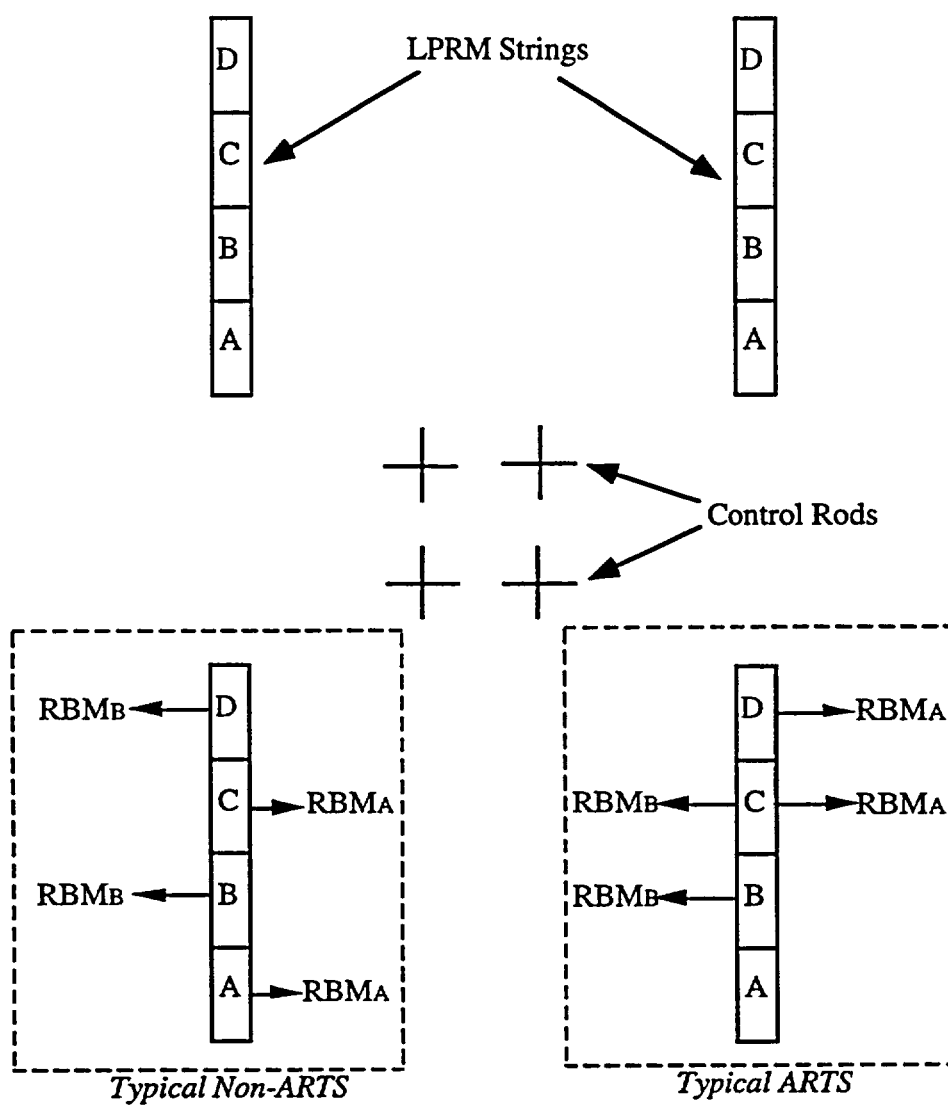 LPRM Strings
D
C
B
A
D
C
B
A
Control Rods
RBMB
D
C
RBMA
RBMB
B
A
RBMA
Typical Non-ARTS
D
RBMA
RBMB
C
RBMA
RBMB
B
A
Typical ARTS